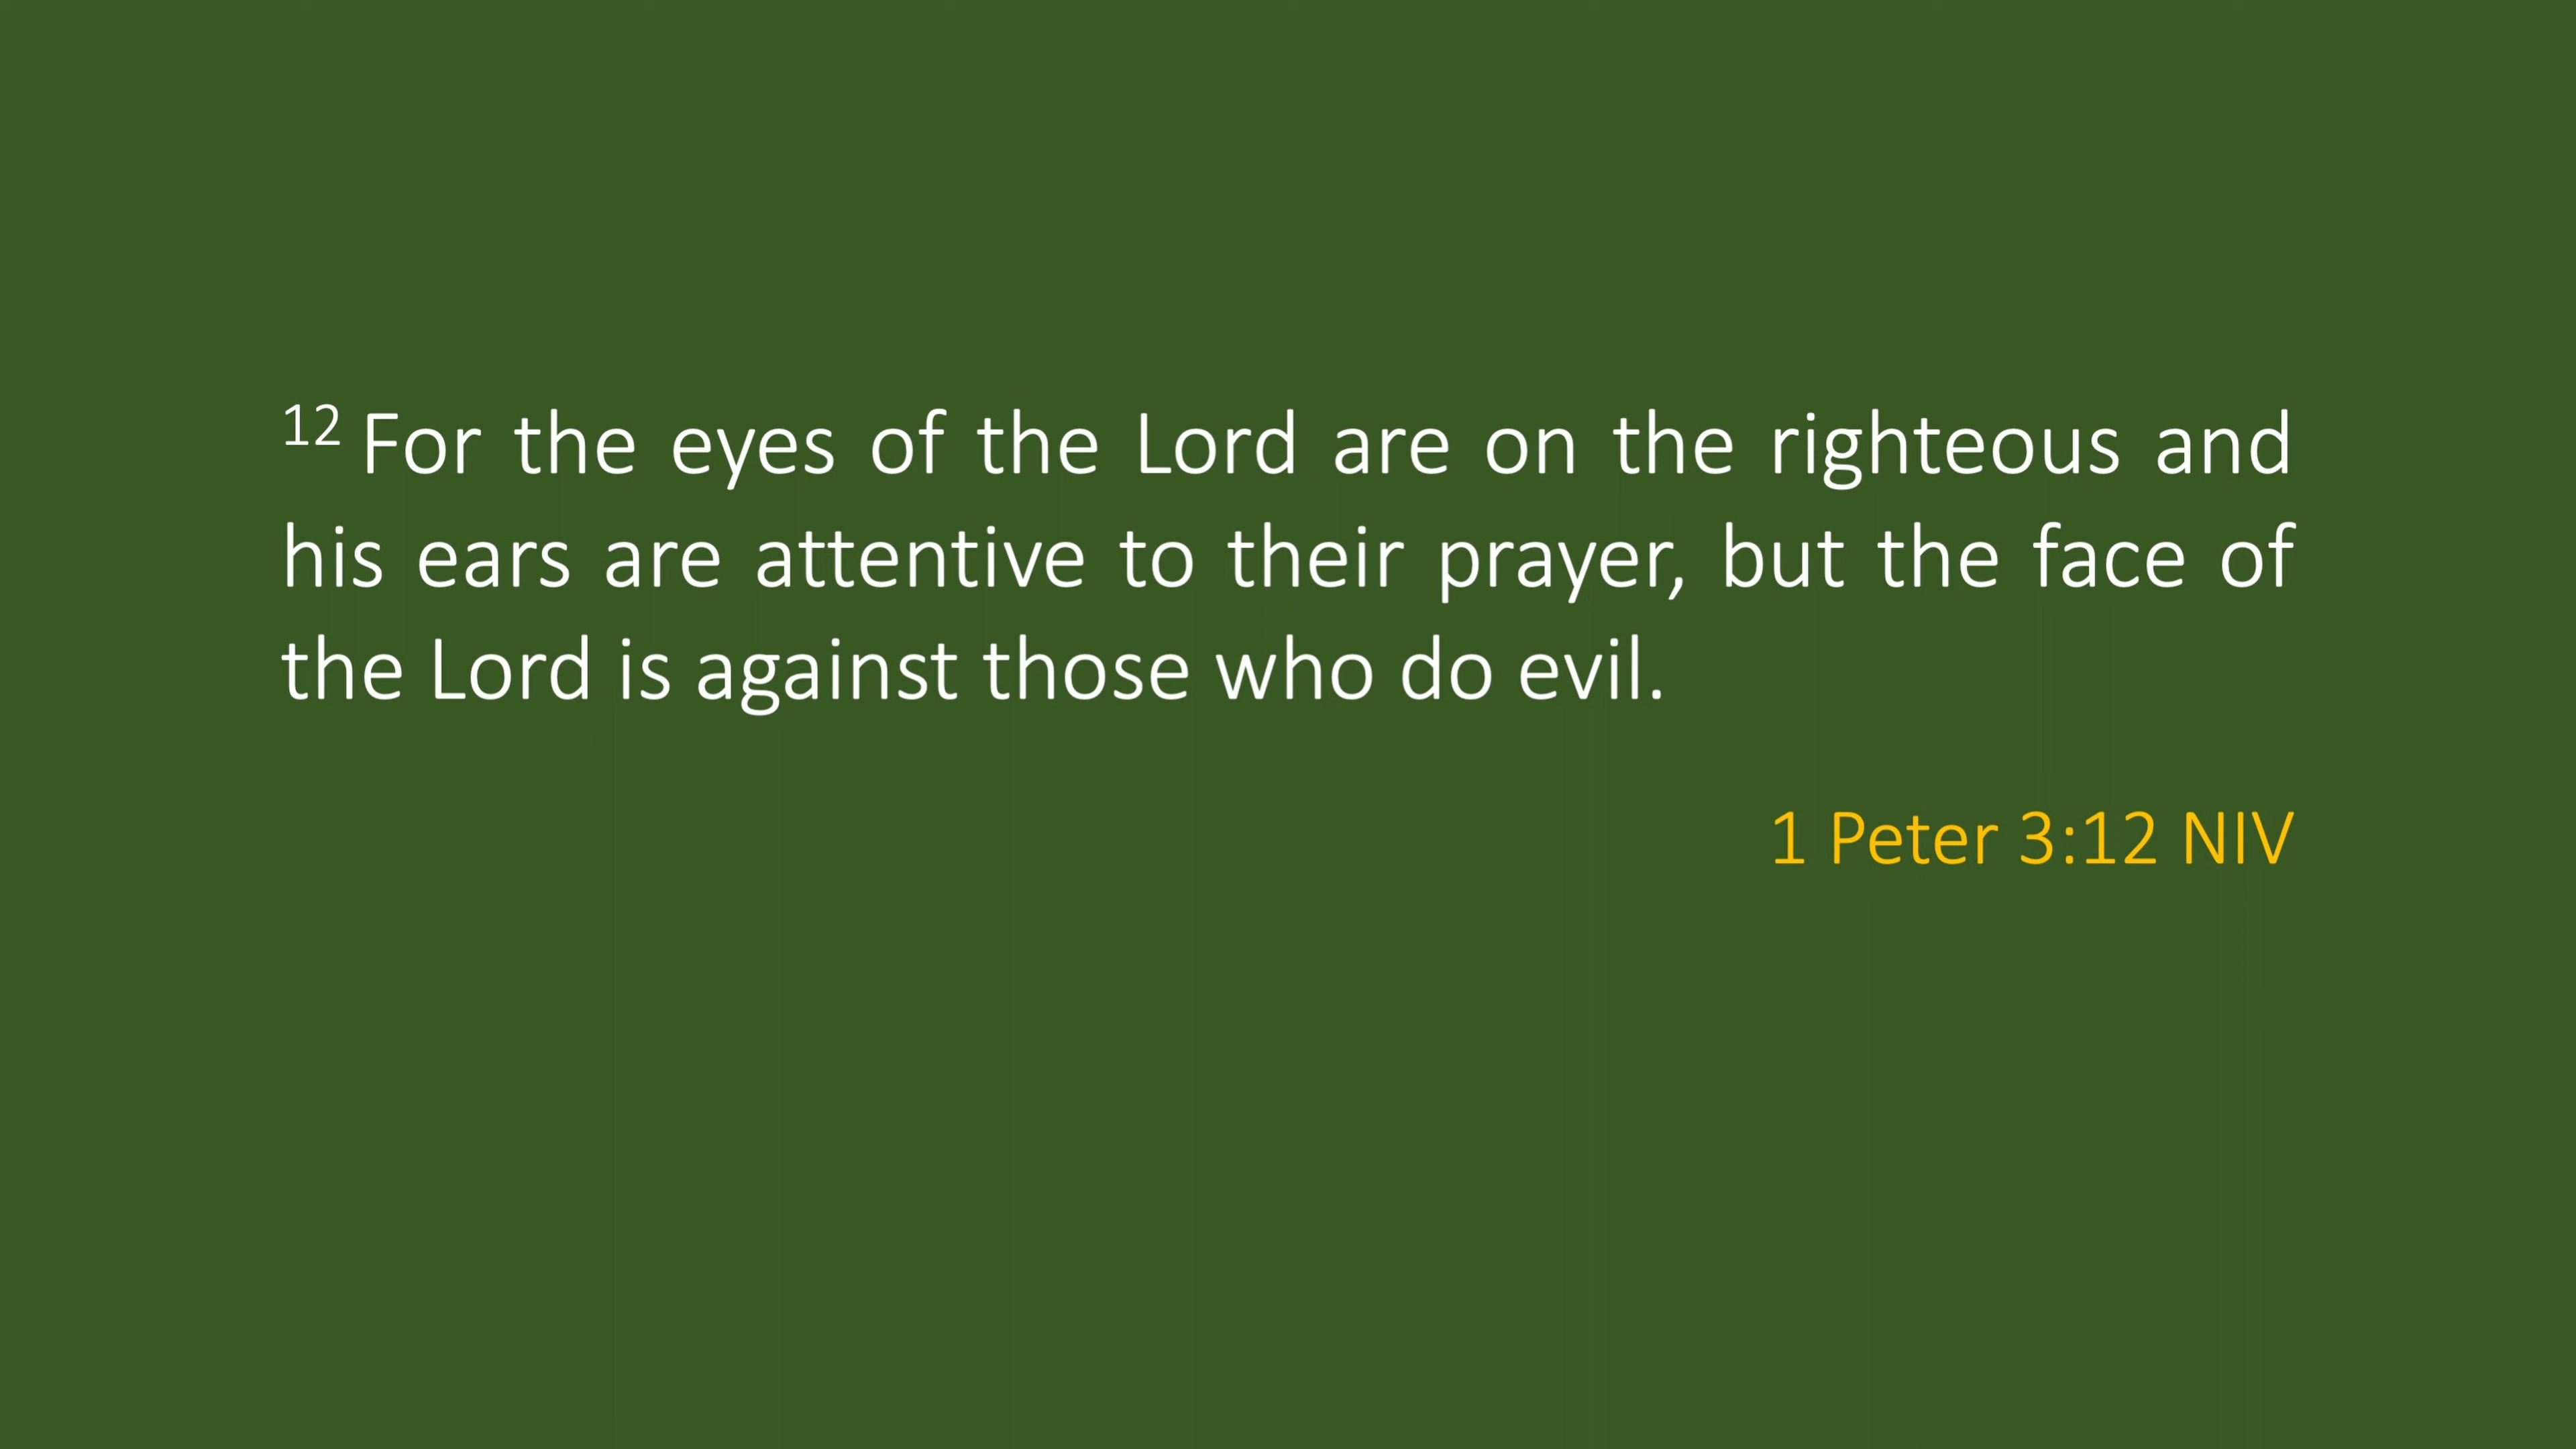 12 For the eyes of the Lord are on the righteous and
his ears are attentive to their prayer, but the face of
the Lord is against those who do evil.
1 Peter 3:12 NIV